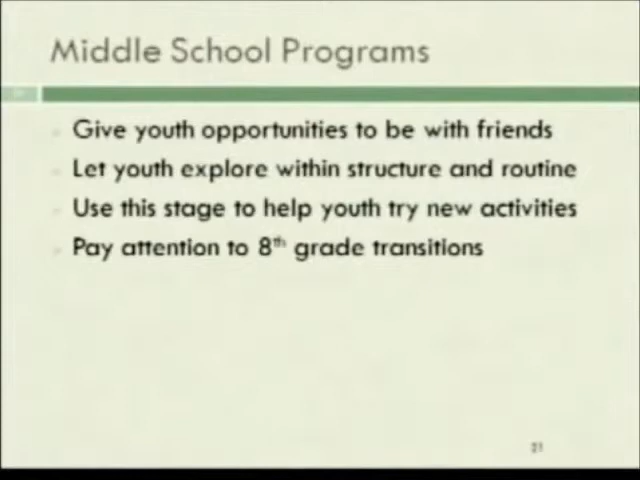 Middle School Programs
Give youth opportunities to be with friends
Let youth explore within structure and routine
Use this stage to help youth try new activities
Pay attention to 8th grade transitions
21